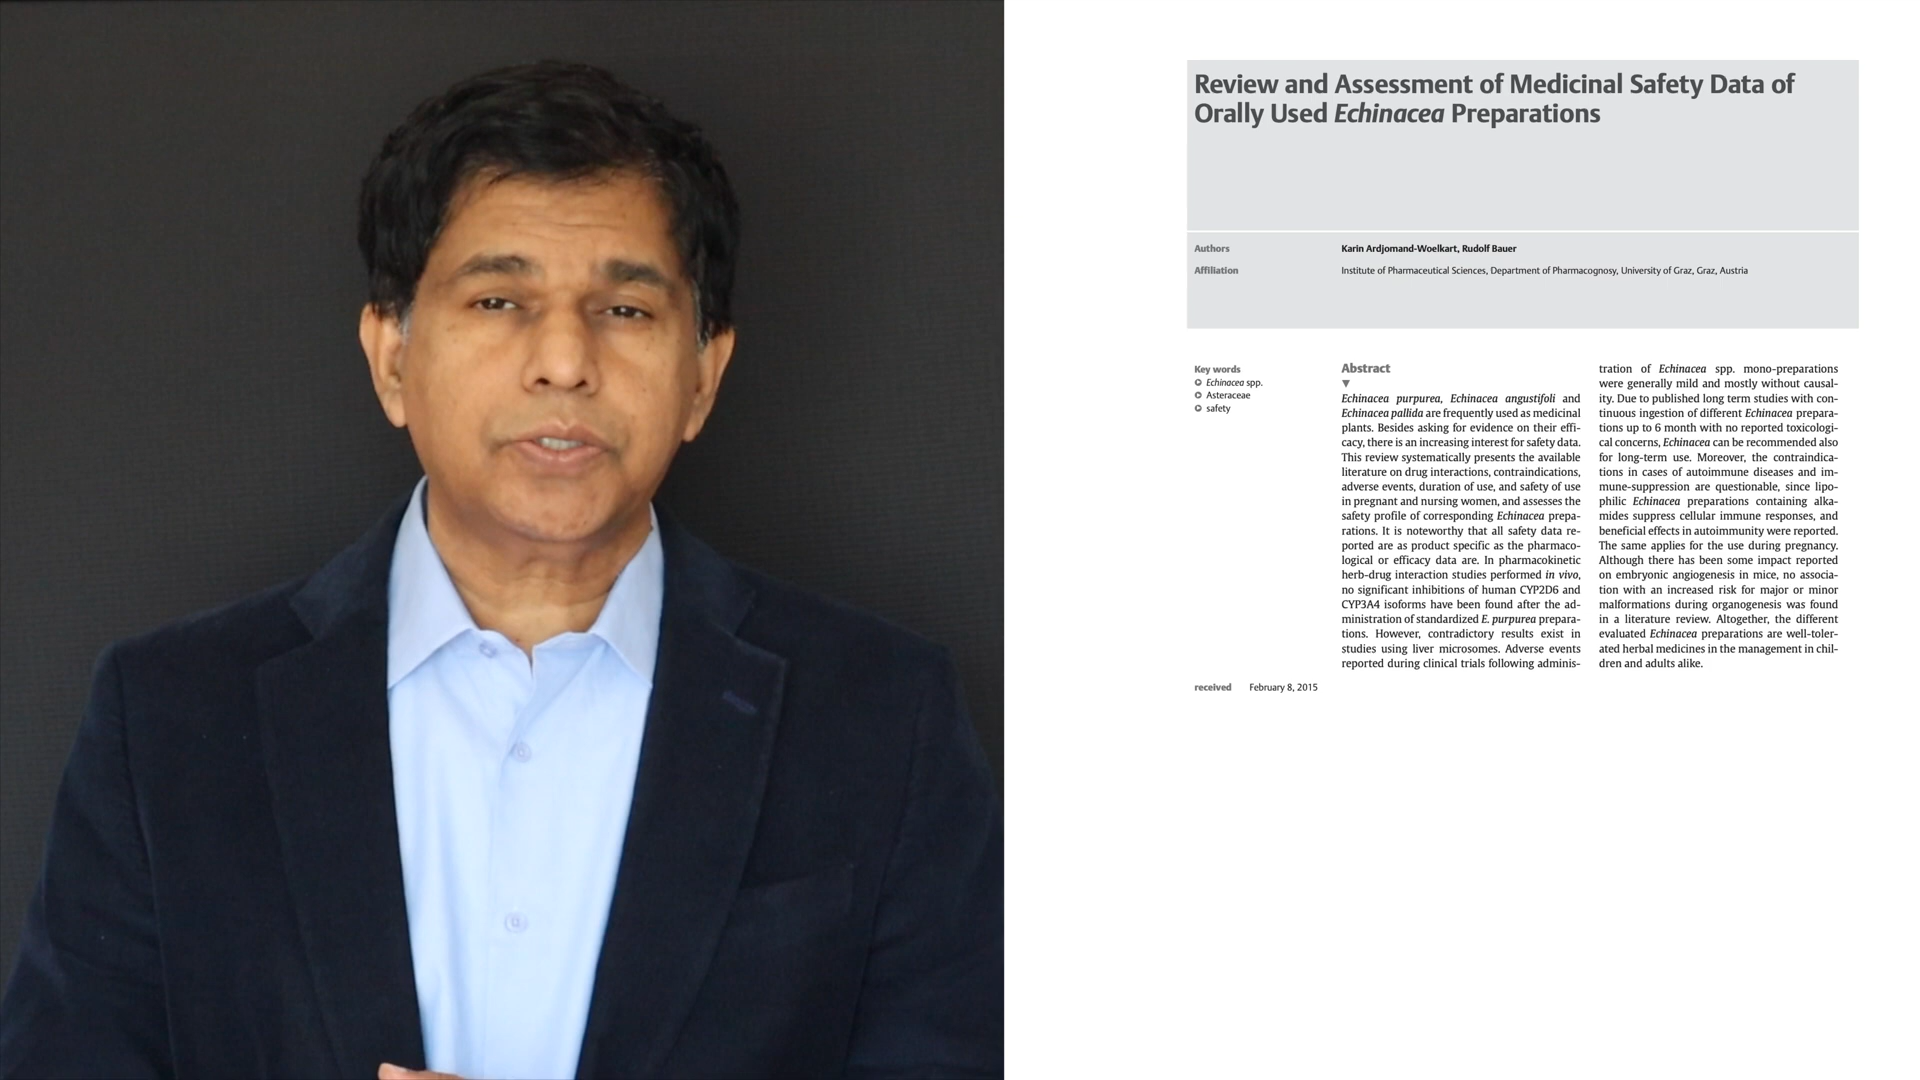 Review and Assessment of Medicinal Safety Data of
Orally Used Echinacea Preparations
Authors
Karin Ardjomand-Woelkart, Rudolf Bauer
Affiliation
Institute of Pharmaceutical Sciences, Department of Pharmacognosy, University of Graz, Graz, Austria
Key words
Echinacea spp.
Asteraceae
safety
Abstract
Echinacea purpurea, Echinacea angustifoli and
Echinacea pallida are frequently used as medicinal
plants. Besides asking for evidence on their effi-
cacy, there is an increasing interest for safety data.
This review systematically presents the available
literature on drug interactions, contraindications,
adverse events, duration of use, and safety of use
in pregnant and nursing women, and assesses the
safety profile of corresponding Echinacea prepa-
rations. It is noteworthy that all safety data re-
ported are as product specific as the pharmaco-
logical or efficacy data are. In pharmacokinetic
herb-drug interaction studies performed in vivo,
no significant inhibitions of human CYP2D6 and
CYP3A4 isoforms have been found after the ad-
ministration of standardized E. purpurea prepara-
tions. However, contradictory results exist in
studies using liver microsomes. Adverse events
reported during clinical trials following adminis-
tration of Echinacea spp. mono-preparations
were generally mild and mostly without causal-
ity. Due to published long term studies with con-
tinuous ingestion of different Echinacea prepara-
tions up to 6 month with no reported toxicologi-
cal concerns, Echinacea can be recommended also
for long-term use. Moreover, the contraindica-
tions in cases of autoimmune diseases and im-
mune-suppression are questionable, since lipo-
philic Echinacea preparations containing alka-
mides suppress cellular immune responses, and
beneficial effects in autoimmunity were reported.
The same applies for the use during pregnancy.
Although there has been some impact reported
on embryonic angiogenesis in mice, no associa-
tion with an increased risk for major or minor
malformations during organogenesis was found
in a literature review. Altogether, the different
evaluated Echinacea preparations are well-toler-
ated herbal medicines in the management in chil-
dren and adults alike.
received February 8, 2015